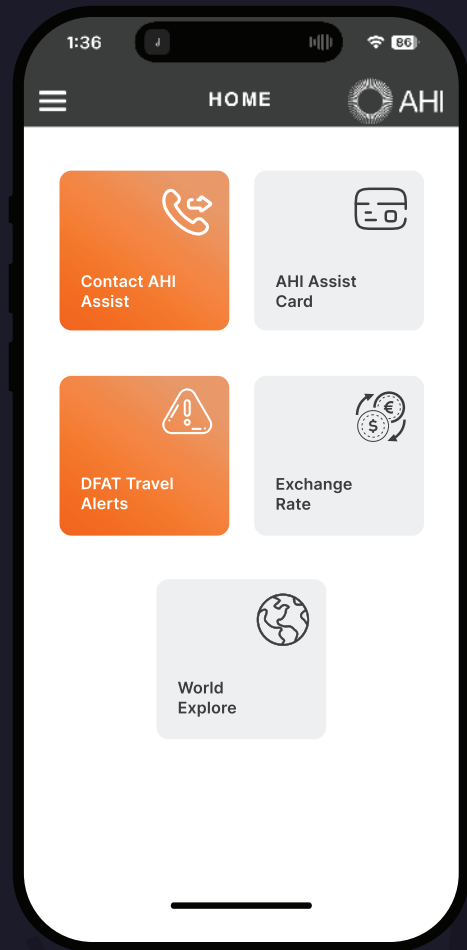 1:36
86
HOME
AHI
Contact AHI
Assist
AHI Assist
Card
DFAT Travel
Alerts
Exchange
Rate
World
Explore